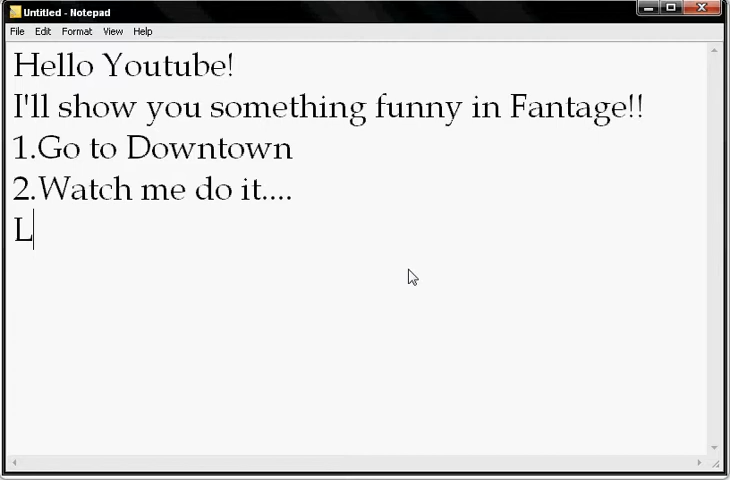 Untitled - Notepad
File Edit Format View Help
Hello Youtube!
I'll show you something funny in Fantage!!
1.Go to Downtown
2.Watch me do it....
L